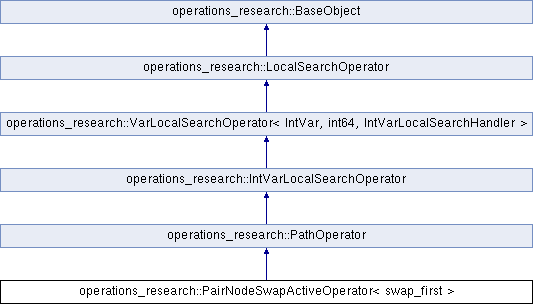 operations_research::BaseObject
operations_research::LocalSearchOperator
operations_research::VarLocalSearchOperator< IntVar, int64, IntVarLocalSearchHandler >
operations_research::IntVarLocalSearchOperator
operations_research::PathOperator
operations_research::PairNodeSwapActiveOperator< swap_first >